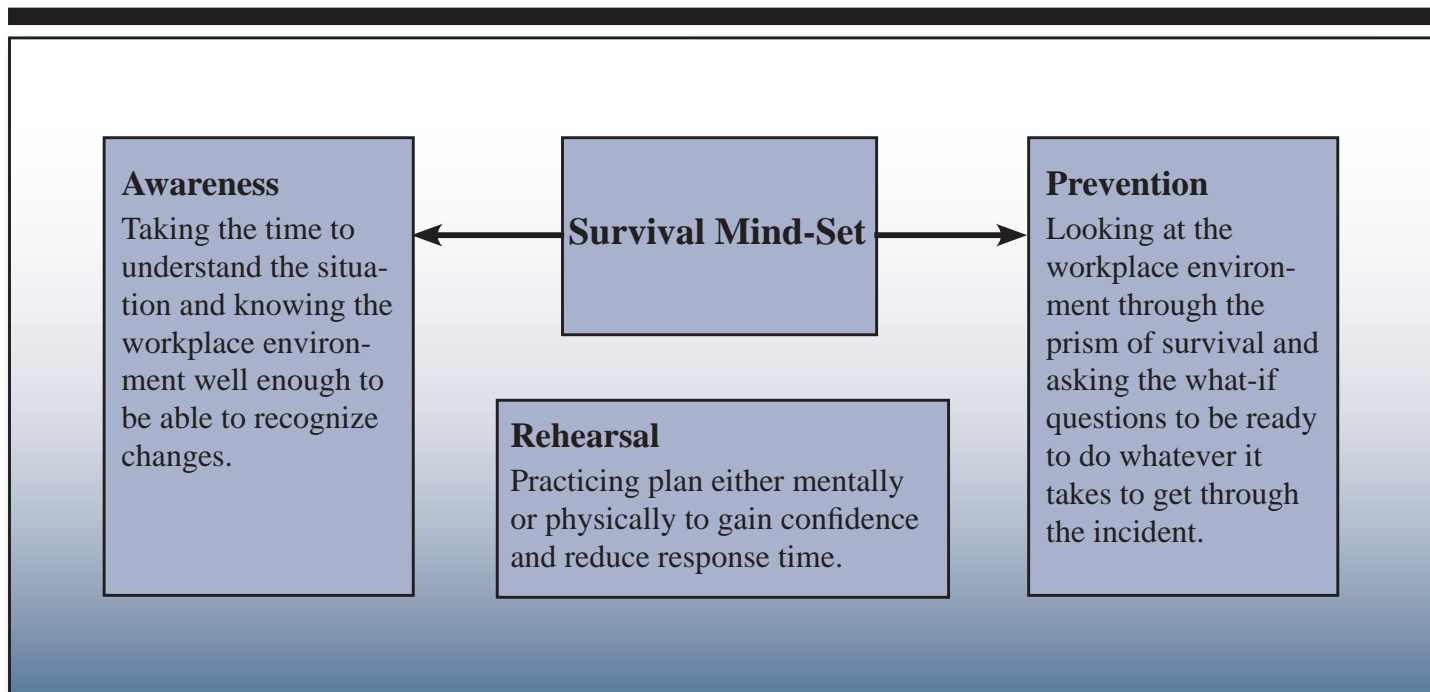 Awareness
Taking the time to
understand the situa-
tion and knowing the
workplace environ-
ment well enough to
be able to recognize
changes.
Survival Mind-Set
Rehearsal
Practicing plan either mentally
or physically to gain confidence
and reduce response time.
Prevention
Looking at the
workplace environ-
ment through the
prism of survival and
asking the what-if
questions to be ready
to do whatever it
takes to get through
the incident.